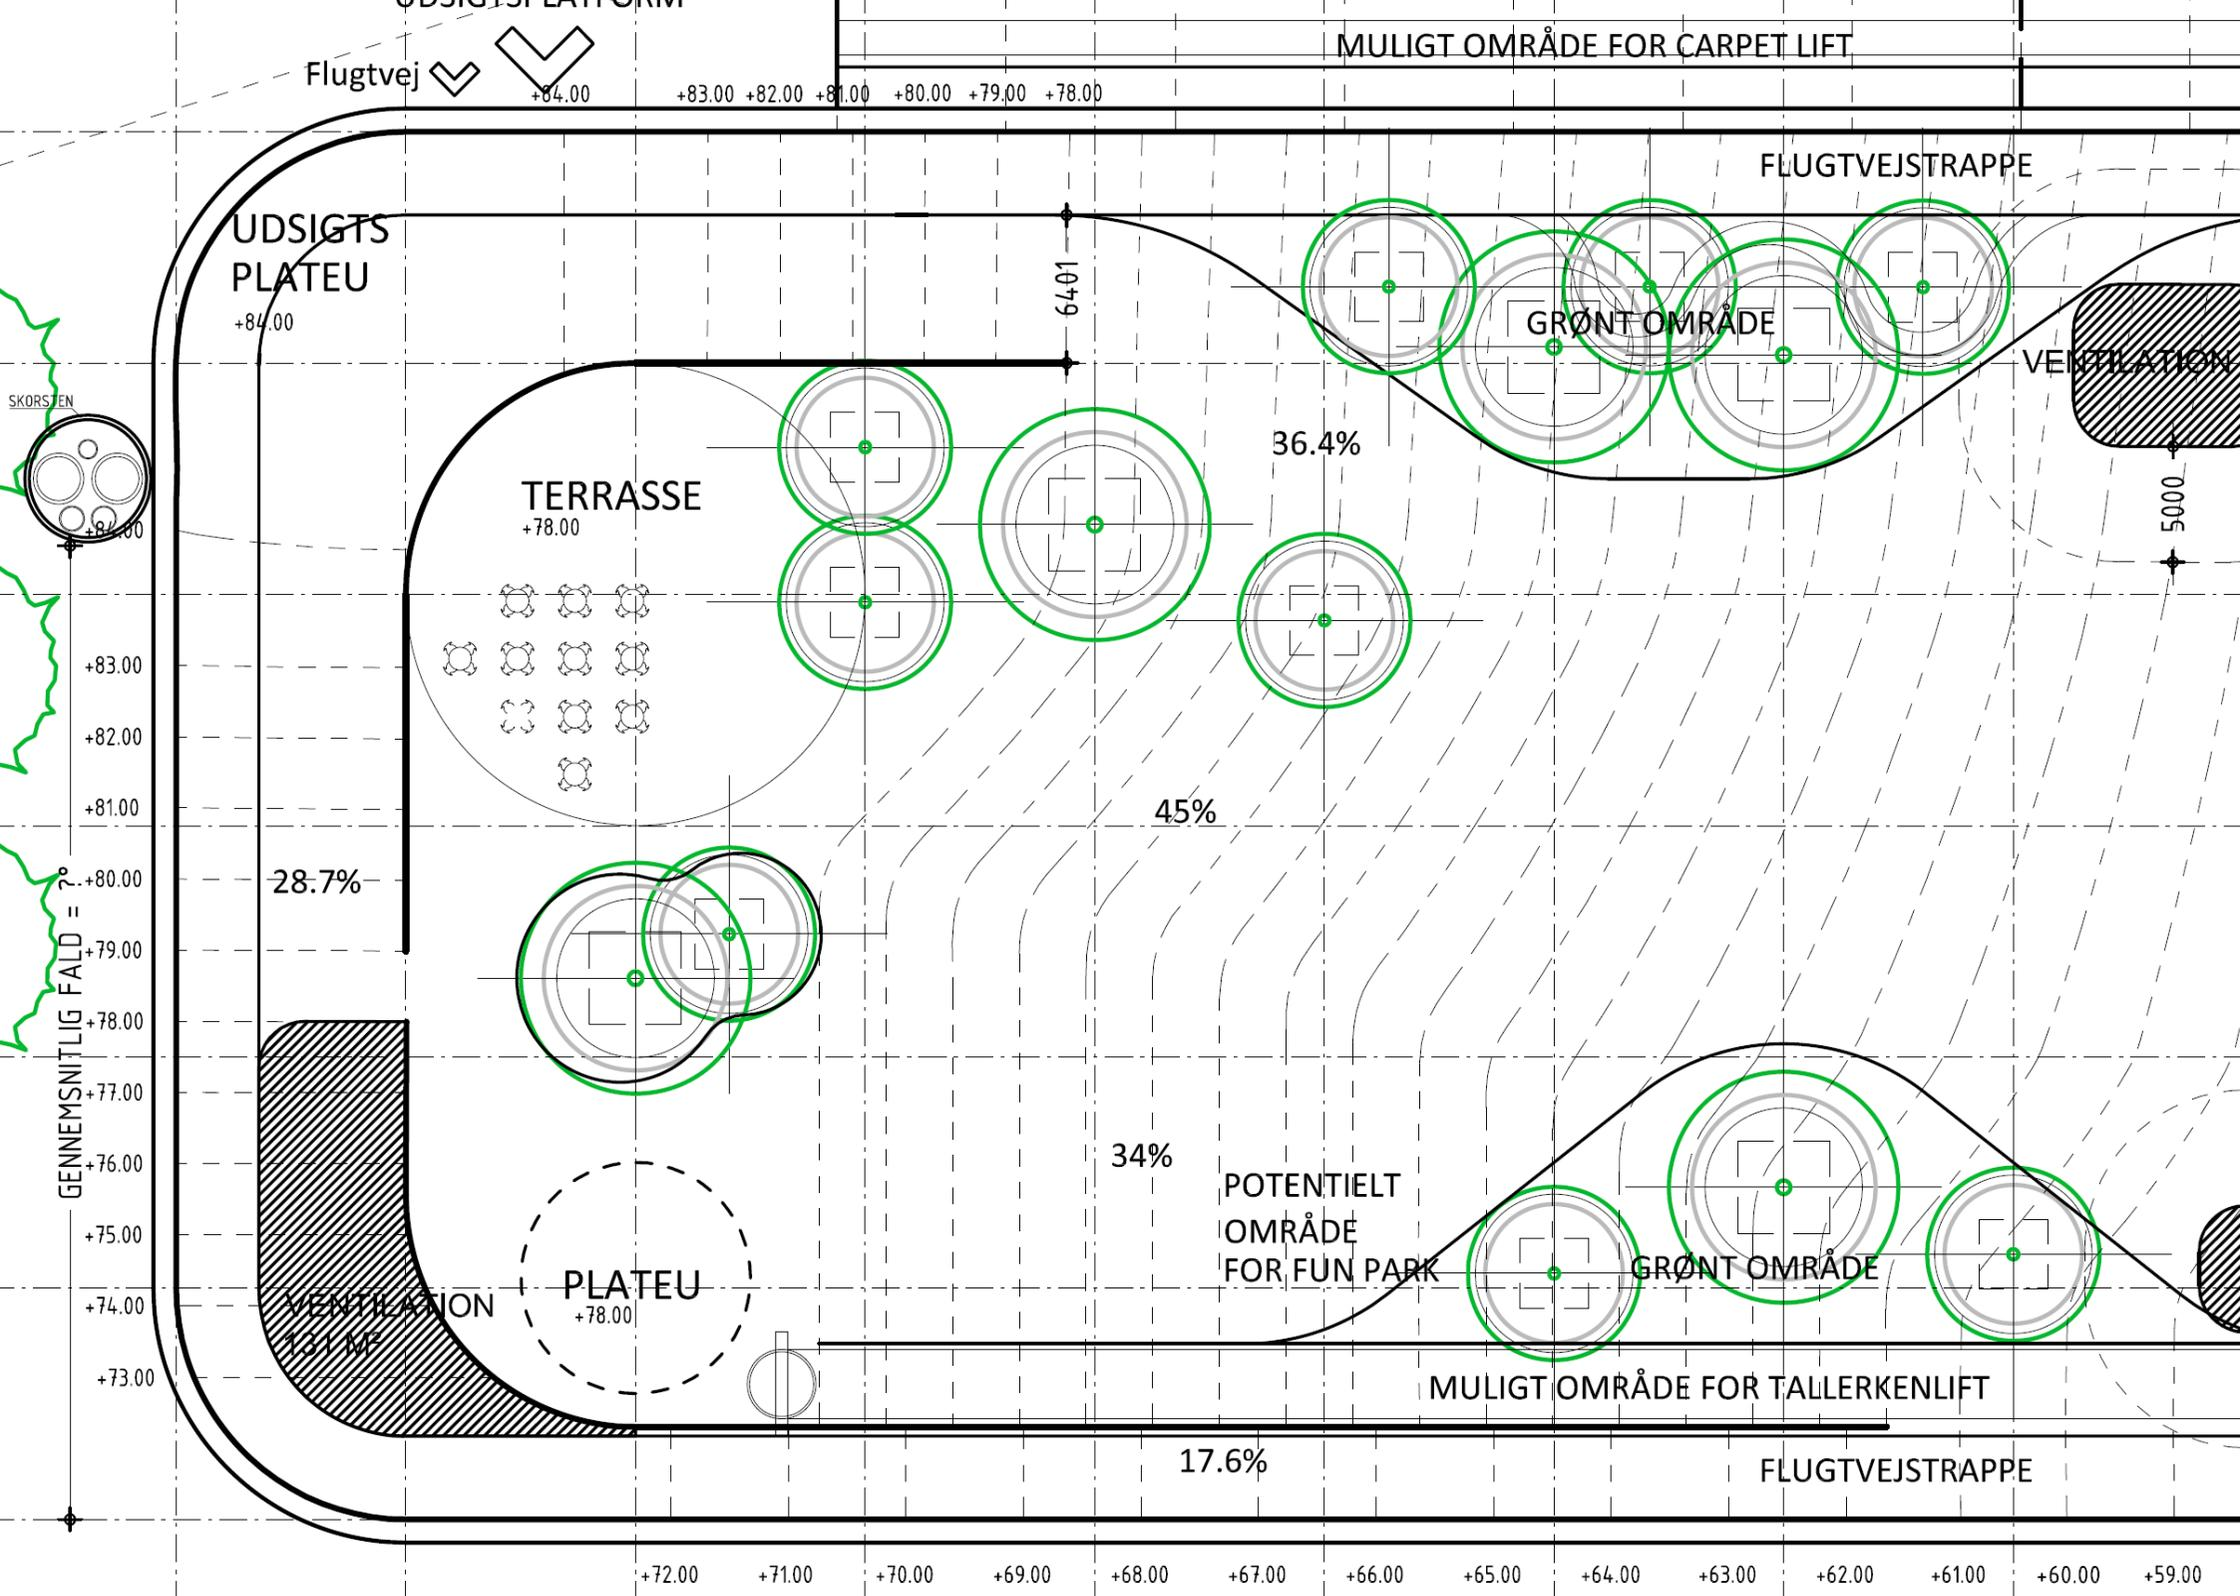 UDSIGTSPLATFORM
Flugtvej
MULIGT OMRÅDE FOR CARPET LIFT
+84.00 +83.00 +82.00 +81.00 +80.00 +79.00 +78.00
FLUGTVEJSTRAPPE
UDSIGTS
PLATEU
+84.00
6401
GRØNT OMRÅDE
VENTILATION
SKORSTEN
36.4%
TERRASSE
+78.00
5000
+84.00
+83.00
+82.00
+81.00
45%
+80.00
28.7%
+79.00
GENNEMSNITLIG FALD = ?°
+78.00
+77.00
+76.00
34%
POTENTIELT
OMRÅDE
FOR FUN PARK
+75.00
GRØNT OMRÅDE
PLATEU
+78.00
+74.00
VENTILATION
131 M²
+73.00
MULIGT OMRÅDE FOR TALLERKENLIFT
17.6%
FLUGTVEJSTRAPPE
+72.00 +71.00 +70.00 +69.00 +68.00 +67.00 +66.00 +65.00 +64.00 +63.00 +62.00 +61.00 +60.00 +59.00